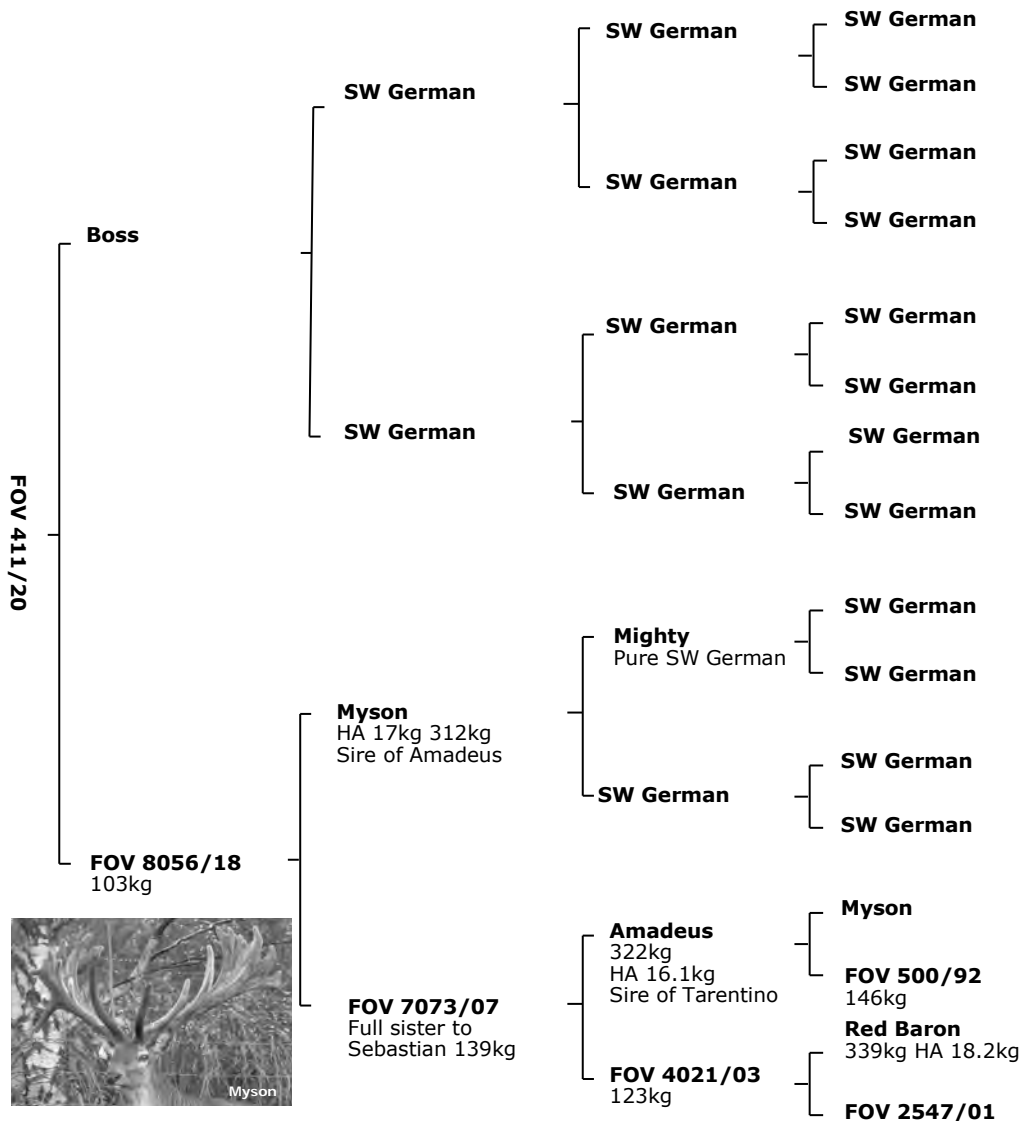 FOV 411/20
Boss
SW German
SW German
SW German
SW German
SW German
SW German
SW German
SW German
SW German
SW German
SW German
SW German
SW German
SW German
FOV 8056/18
103kg
Myson
HA 17kg 312kg
Sire of Amadeus
Mighty
Pure SW German
SW German
SW German
SW German
SW German
SW German
FOV 7073/07
Full sister to
Sebastian 139kg
Amadeus
322kg
HA 16.1kg
Sire of Tarentino
Myson
FOV 500/92
146kg
FOV 4021/03
123kg
Red Baron
339kg HA 18.2kg
FOV 2547/01
Myson